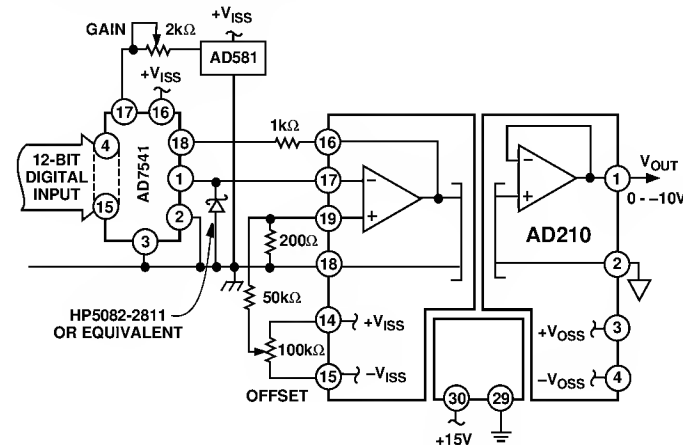 +VISS
GAIN
2kΩ
AD581
+VISS
17
16
1kΩ
4
18
16
12-BIT
DIGITAL
INPUT
AD7541
1
17
15
2
19
200Ω
3
18
HP5082-2811
OR EQUIVALENT
50kΩ
14
+VISS
100kΩ
OFFSET
15
−VISS
30
29
+15V
−
+
−
+
1
VOUT
0 - –10V
AD210
2
+VOSS
3
−VOSS
4